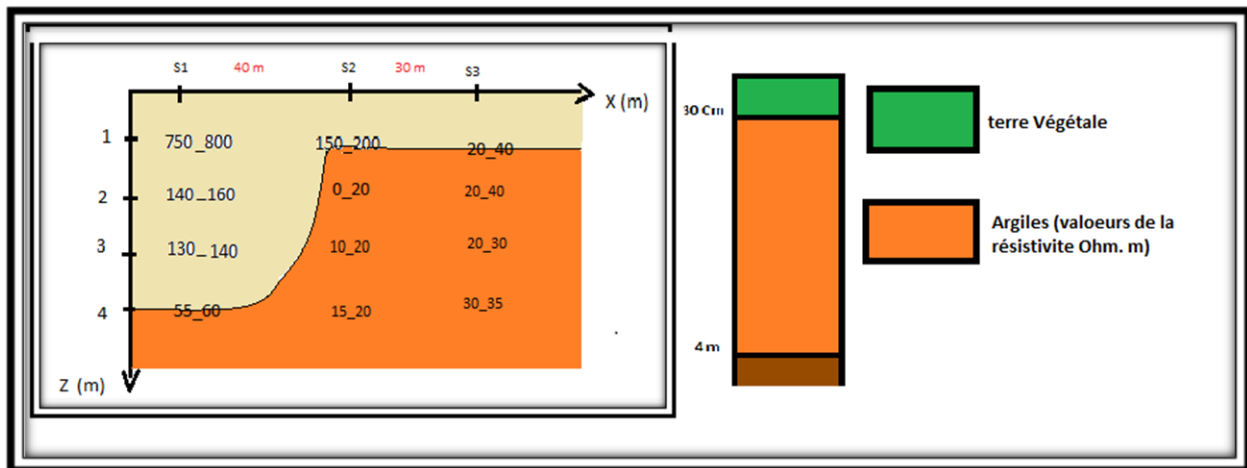 S1 40 m S2 30 m S3
X (m)
1 750_800 150_200 20_40
2 140_160 0_20 20_40
3 130_140 10_20 20_30
4 55_60 15_20 30_35
Z (m)
30 Cm
4 m
terre Végétale
Argiles (valoeurs de la
résistivite Ohm. m)